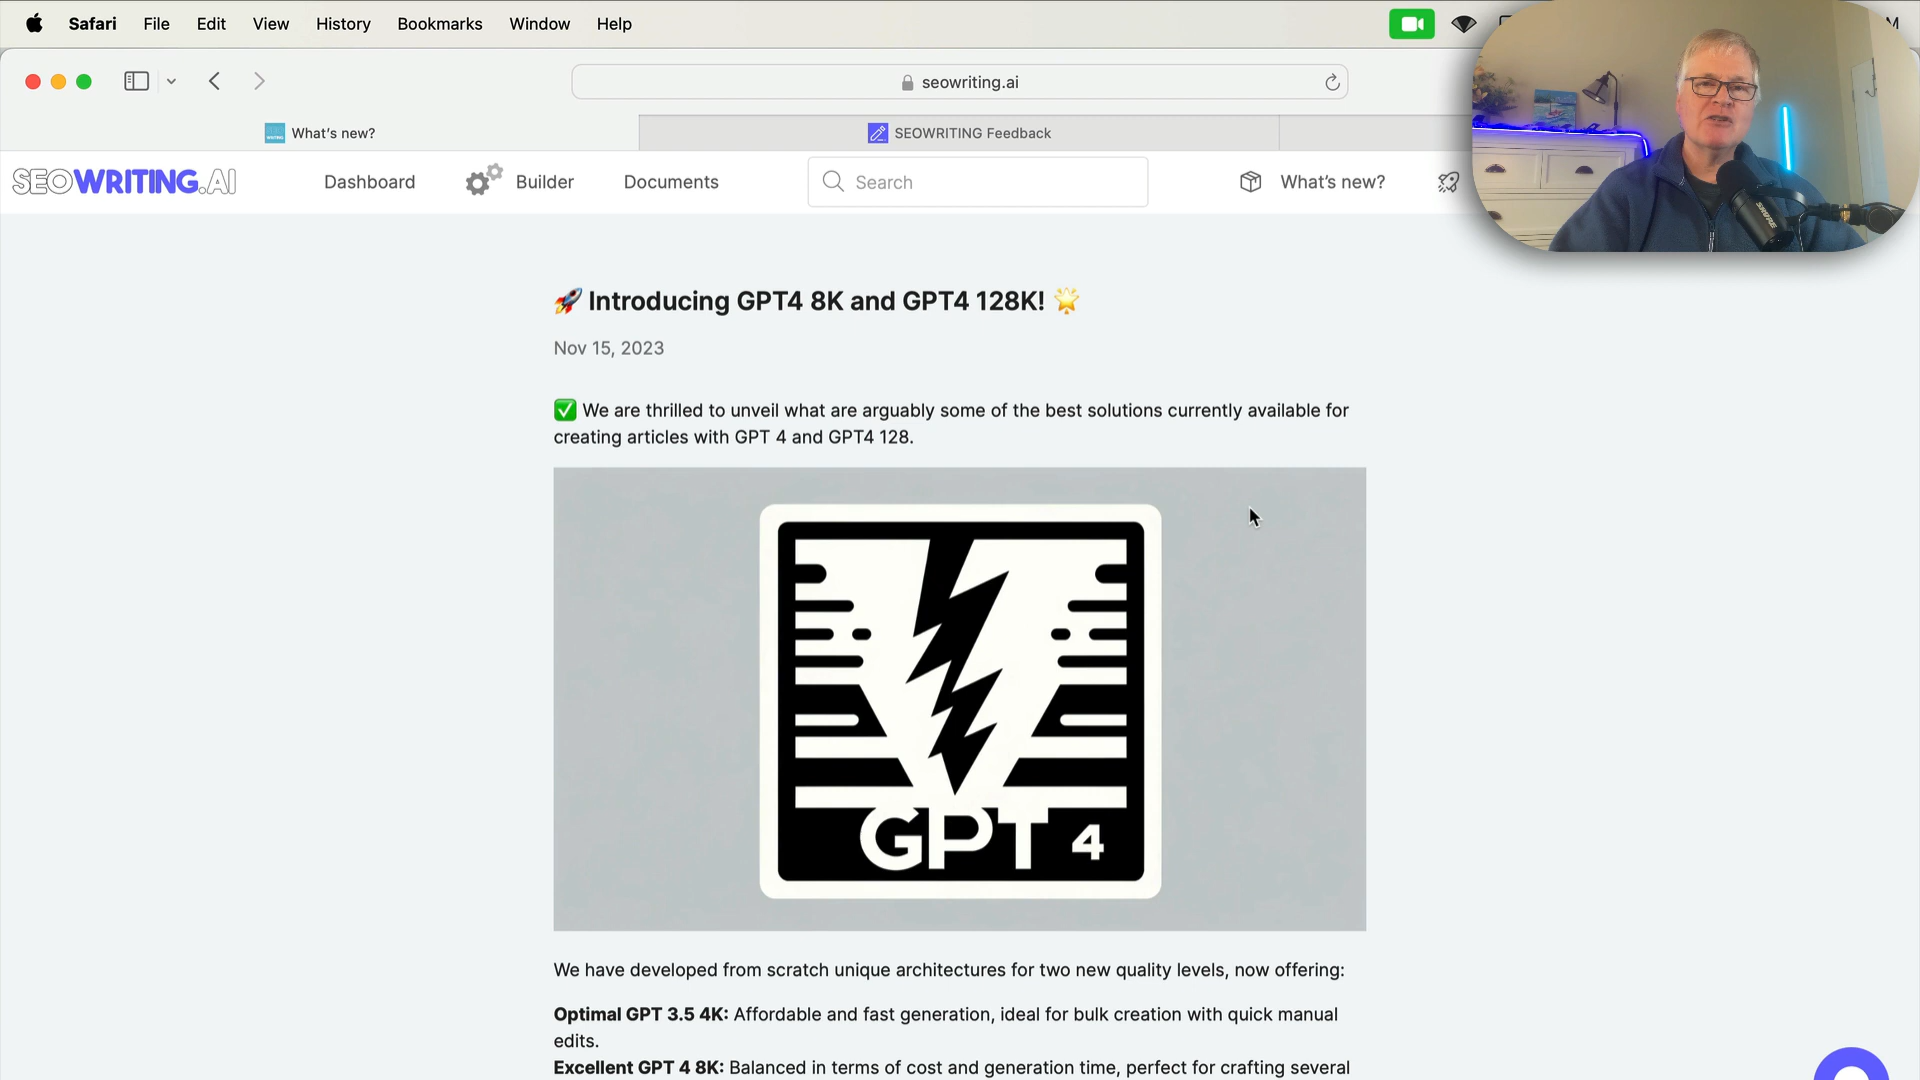 Safari File Edit View History Bookmarks Window Help
seowriting.ai
What's new?
SEOWRITING Feedback
SEOWRITING.AI
Dashboard
Builder
Documents
Search
What's new?
🚀 Introducing GPT4 8K and GPT4 128K! 🌟
Nov 15, 2023
✅ We are thrilled to unveil what are arguably some of the best solutions currently available for
creating articles with GPT 4 and GPT4 128.
GPT 4
We have developed from scratch unique architectures for two new quality levels, now offering:
Optimal GPT 3.5 4K: Affordable and fast generation, ideal for bulk creation with quick manual
edits.
Excellent GPT 4 8K: Balanced in terms of cost and generation time, perfect for crafting several